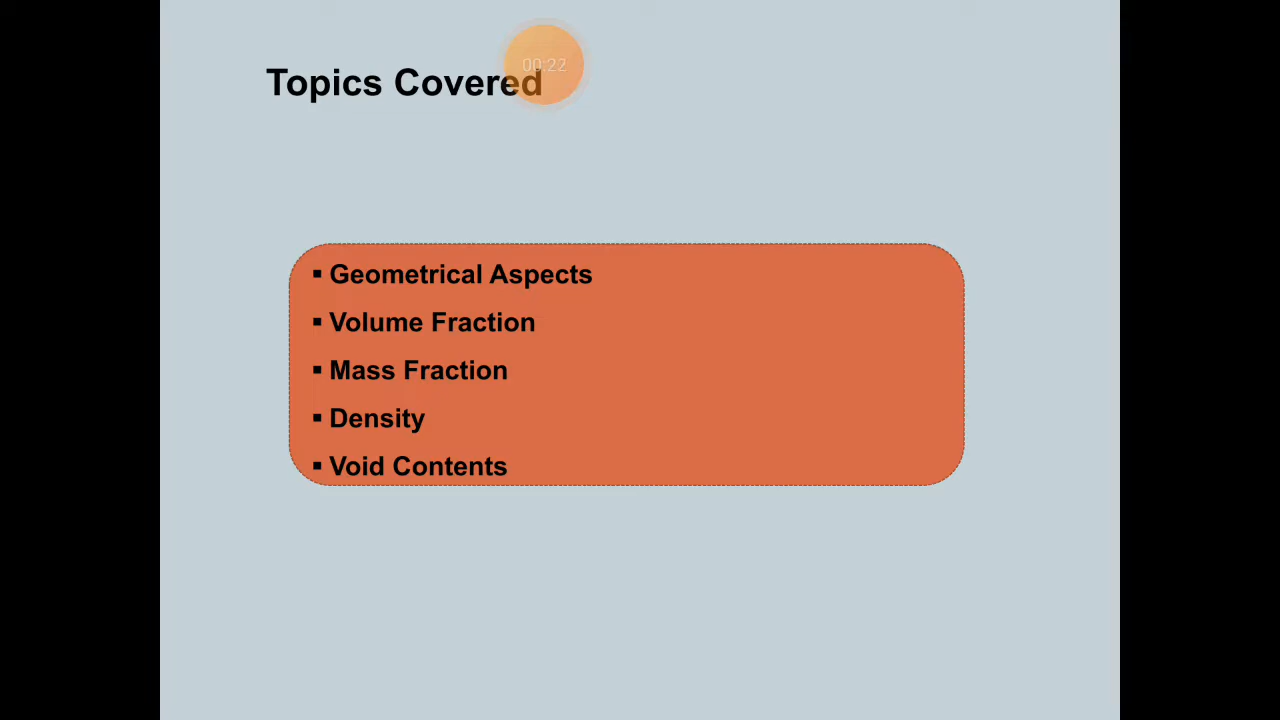 Topics Covered
00:22
▪ Geometrical Aspects
▪ Volume Fraction
▪ Mass Fraction
▪ Density
▪ Void Contents